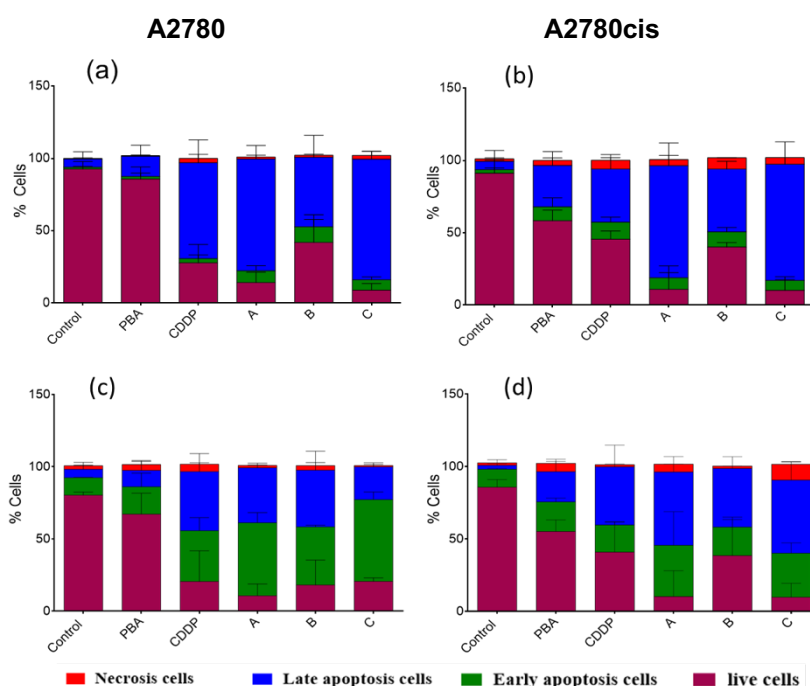 A2780 A2780cis
(a) (b)
150 150
100 100
50 50
0 0
% Cells % Cells
Control PBA CDDP A B C Control PBA CDDP A B C
(c) (d)
150 150
100 100
50 50
0 0
% Cells % Cells
Control PBA CDDP A B C Control PBA CDDP A B C
Necrosis cells Late apoptosis cells Early apoptosis cells live cells